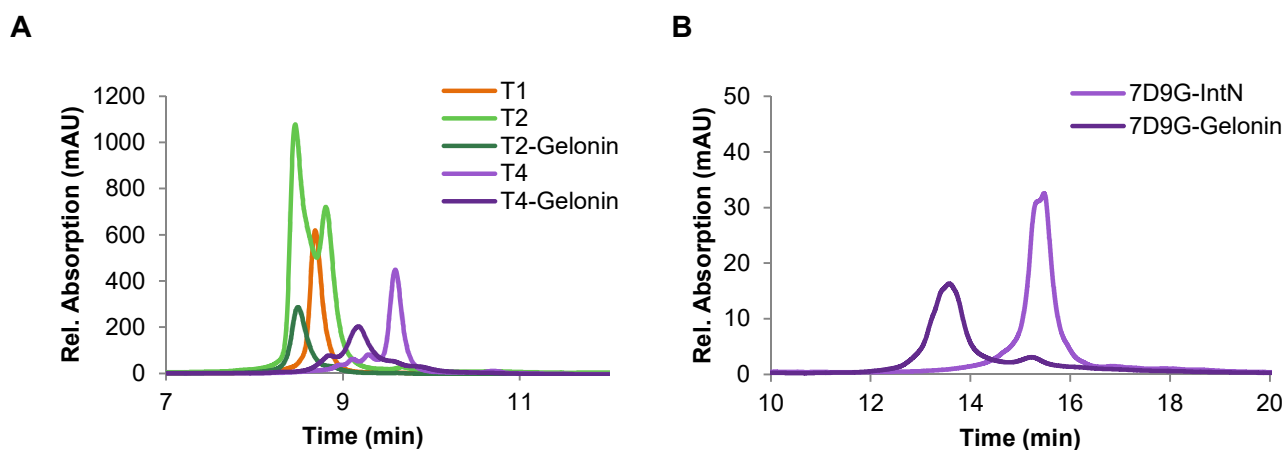 A
Rel. Absorption (mAU)
1200
1000
800
600
400
200
0
7 9 11
Time (min)
T1
T2
T2-Gelonin
T4
T4-Gelonin
B
Rel. Absorption (mAU)
50
40
30
20
10
0
10 12 14 16 18 20
Time (min)
7D9G-IntN
7D9G-Gelonin